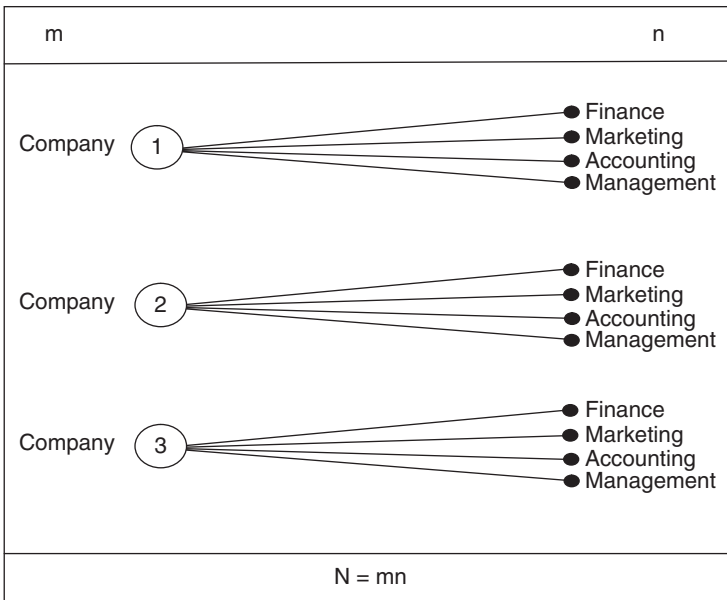 m n
Finance
Marketing
Company 1
Accounting
Management
Finance
Marketing
Company 2
Accounting
Management
Finance
Marketing
Company 3
Accounting
Management
N = mn